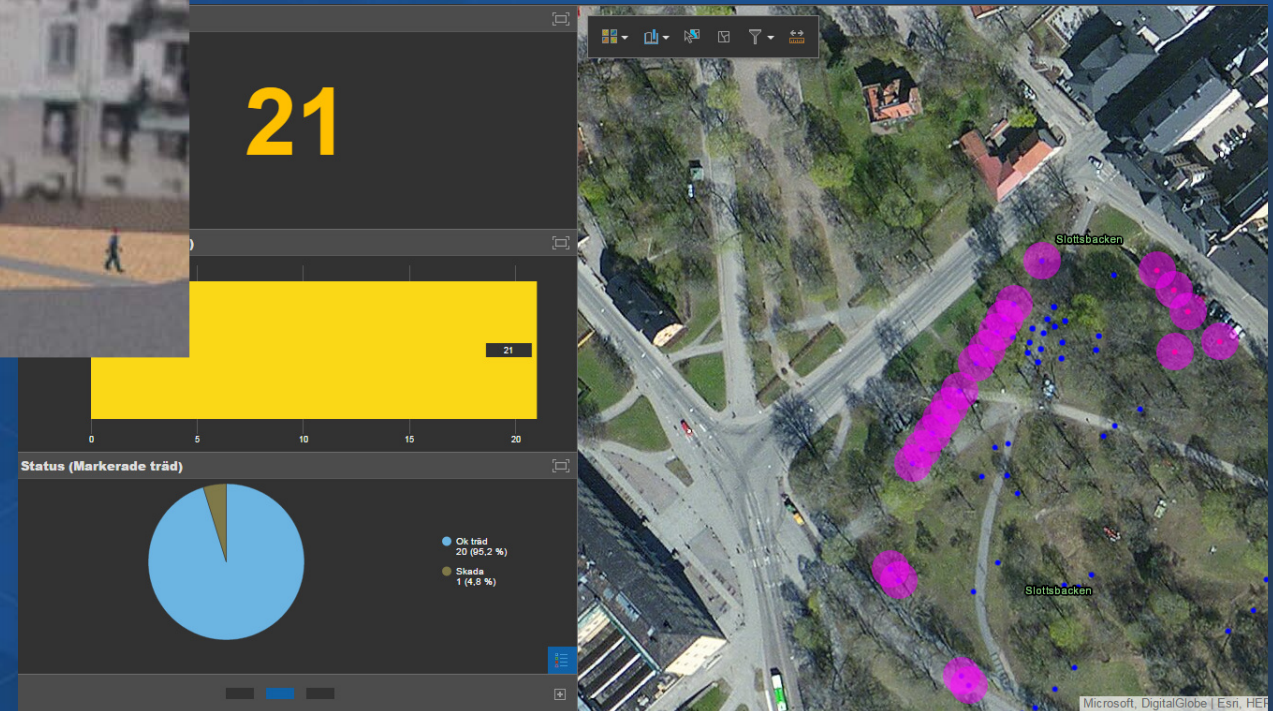 21
)
21
0 5 10 15 20
Status (Markerade träd)
Ok träd
20 (95,2 %)
Skada
1 (4,8 %)
Slottsbacken
Slottsbacken
Microsoft, DigitalGlobe | Esri, HER